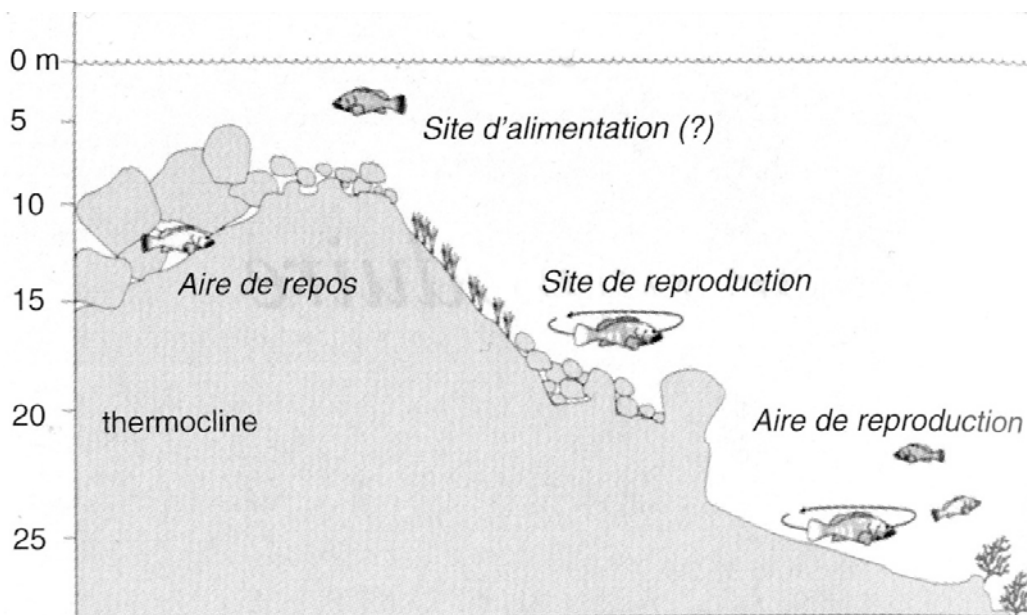 0 m
5
Site d'alimentation (?)
10
Aire de repos
Site de reproduction
15
20
thermocline
Aire de reproduction
25